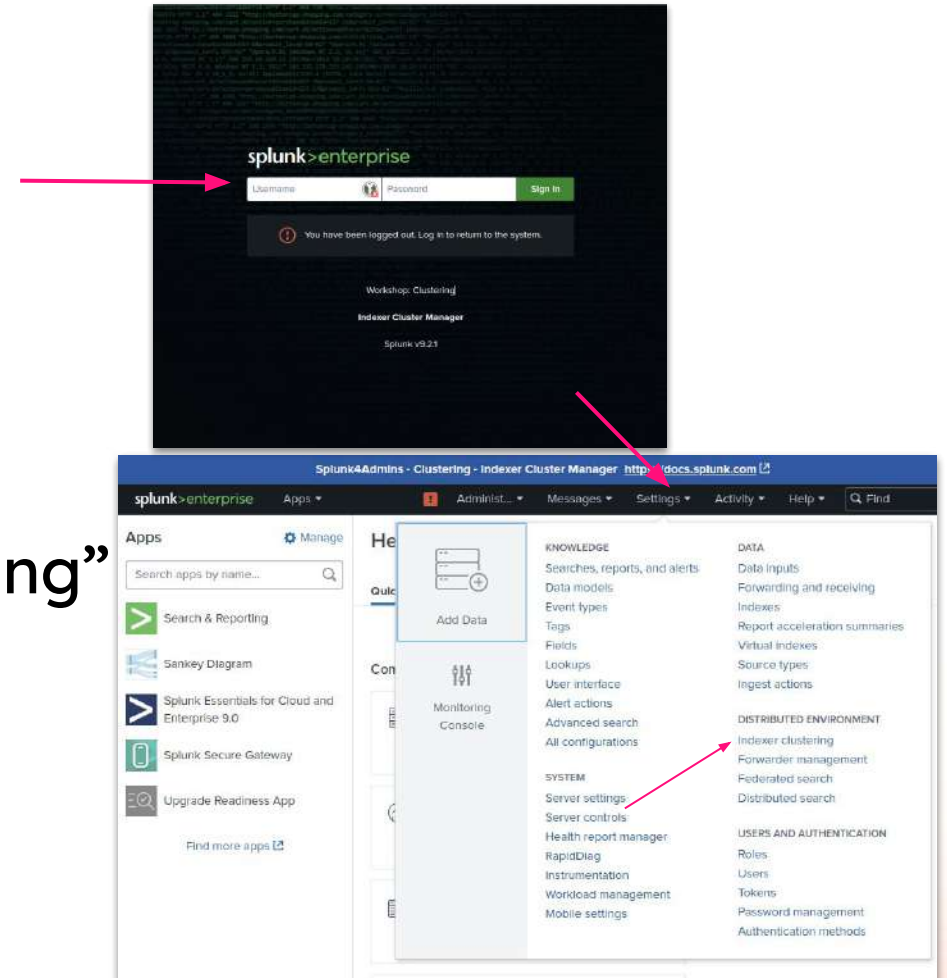 splunk>enterprise
Username
Password
Sign In
You have been logged out. Log in to return to the system.
Workshop: Clustering
Indexer Cluster Manager
Splunk v9.2.1
Splunk4Admins - Clustering - Indexer Cluster Manager https://docs.splunk.com
splunk>enterprise Apps Administ... Messages Settings Activity Help Find
ng”
Apps
Manage
Search apps by name...
Search & Reporting
Sankey Diagram
Splunk Essentials for Cloud and
Enterprise 9.0
Splunk Secure Gateway
Upgrade Readiness App
Find more apps
He
Quic
Con
Add Data
Monitoring
Console
KNOWLEDGE
Searches, reports, and alerts
Data models
Event types
Tags
Fields
Lookups
User interface
Alert actions
Advanced search
All configurations
SYSTEM
Server settings
Server controls
Health report manager
RapidDiag
Instrumentation
Workload management
Mobile settings
DATA
Data inputs
Forwarding and receiving
Indexes
Report acceleration summaries
Virtual indexes
Source types
Ingest actions
DISTRIBUTED ENVIRONMENT
Indexer clustering
Forwarder management
Federated search
Distributed search
USERS AND AUTHENTICATION
Roles
Users
Tokens
Password management
Authentication methods